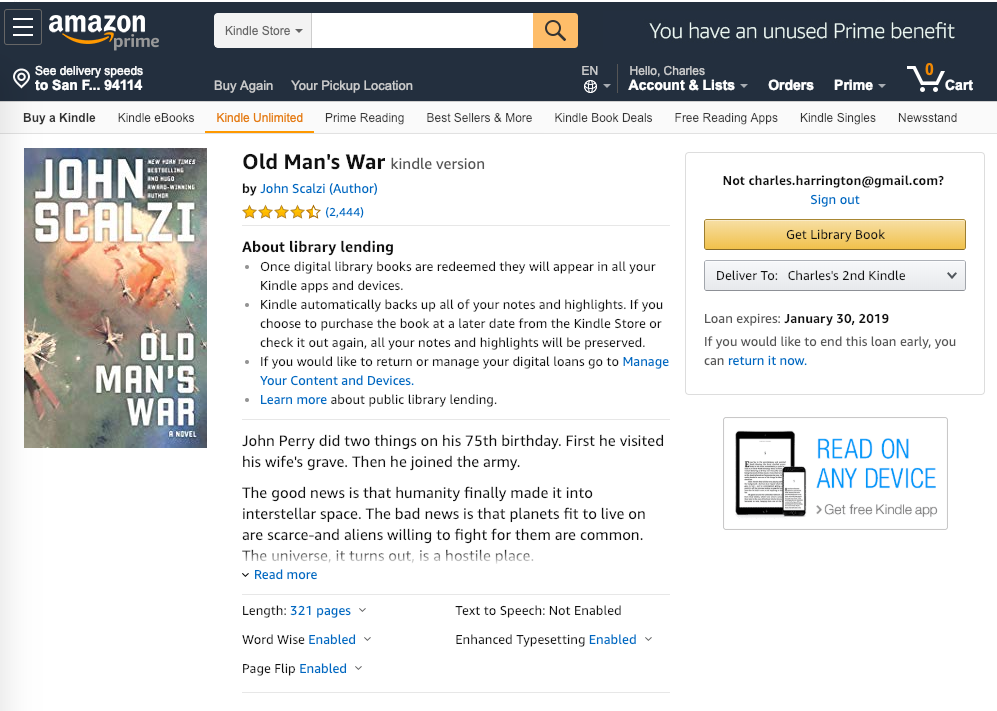 amazon
prime
Kindle Store
You have an unused Prime benefit
See delivery speeds
to San F... 94114
Buy Again
Your Pickup Location
EN
Hello, Charles
Account & Lists
Orders
Prime
0
Cart
Buy a Kindle
Kindle eBooks
Kindle Unlimited
Prime Reading
Best Sellers & More
Kindle Book Deals
Free Reading Apps
Kindle Singles
Newsstand
JOHN
SCALZI
NEW YORK TIMES
BESTSELLING
AND HUGO
AWARD-WINNING
AUTHOR
OLD
MAN'S
WAR
A NOVEL
Old Man's War kindle version
by John Scalzi (Author)
(2,444)
About library lending
Once digital library books are redeemed they will appear in all your
Kindle apps and devices.
Kindle automatically backs up all of your notes and highlights. If you
choose to purchase the book at a later date from the Kindle Store or
check it out again, all your notes and highlights will be preserved.
If you would like to return or manage your digital loans go to Manage
Your Content and Devices.
Learn more about public library lending.
John Perry did two things on his 75th birthday. First he visited
his wife's grave. Then he joined the army.
The good news is that humanity finally made it into
interstellar space. The bad news is that planets fit to live on
are scarce-and aliens willing to fight for them are common.
The universe, it turns out, is a hostile place.
Read more
Length: 321 pages
Text to Speech: Not Enabled
Word Wise Enabled
Enhanced Typesetting Enabled
Page Flip Enabled
Not charles.harrington@gmail.com?
Sign out
Get Library Book
Deliver To: Charles's 2nd Kindle
Loan expires: January 30, 2019
If you would like to end this loan early, you
can return it now.
READ ON
ANY DEVICE
Get free Kindle app